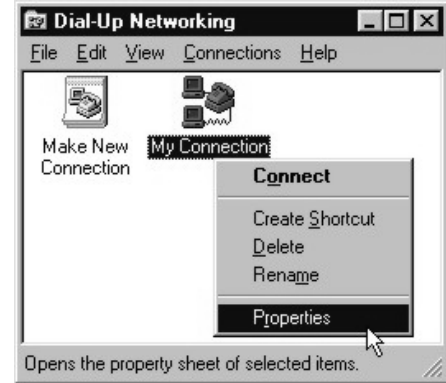 Dial-Up Networking
File Edit View Connections Help
Make New
Connection
My Connection
Connect
Create Shortcut
Delete
Rename
Properties
Opens the property sheet of selected items.